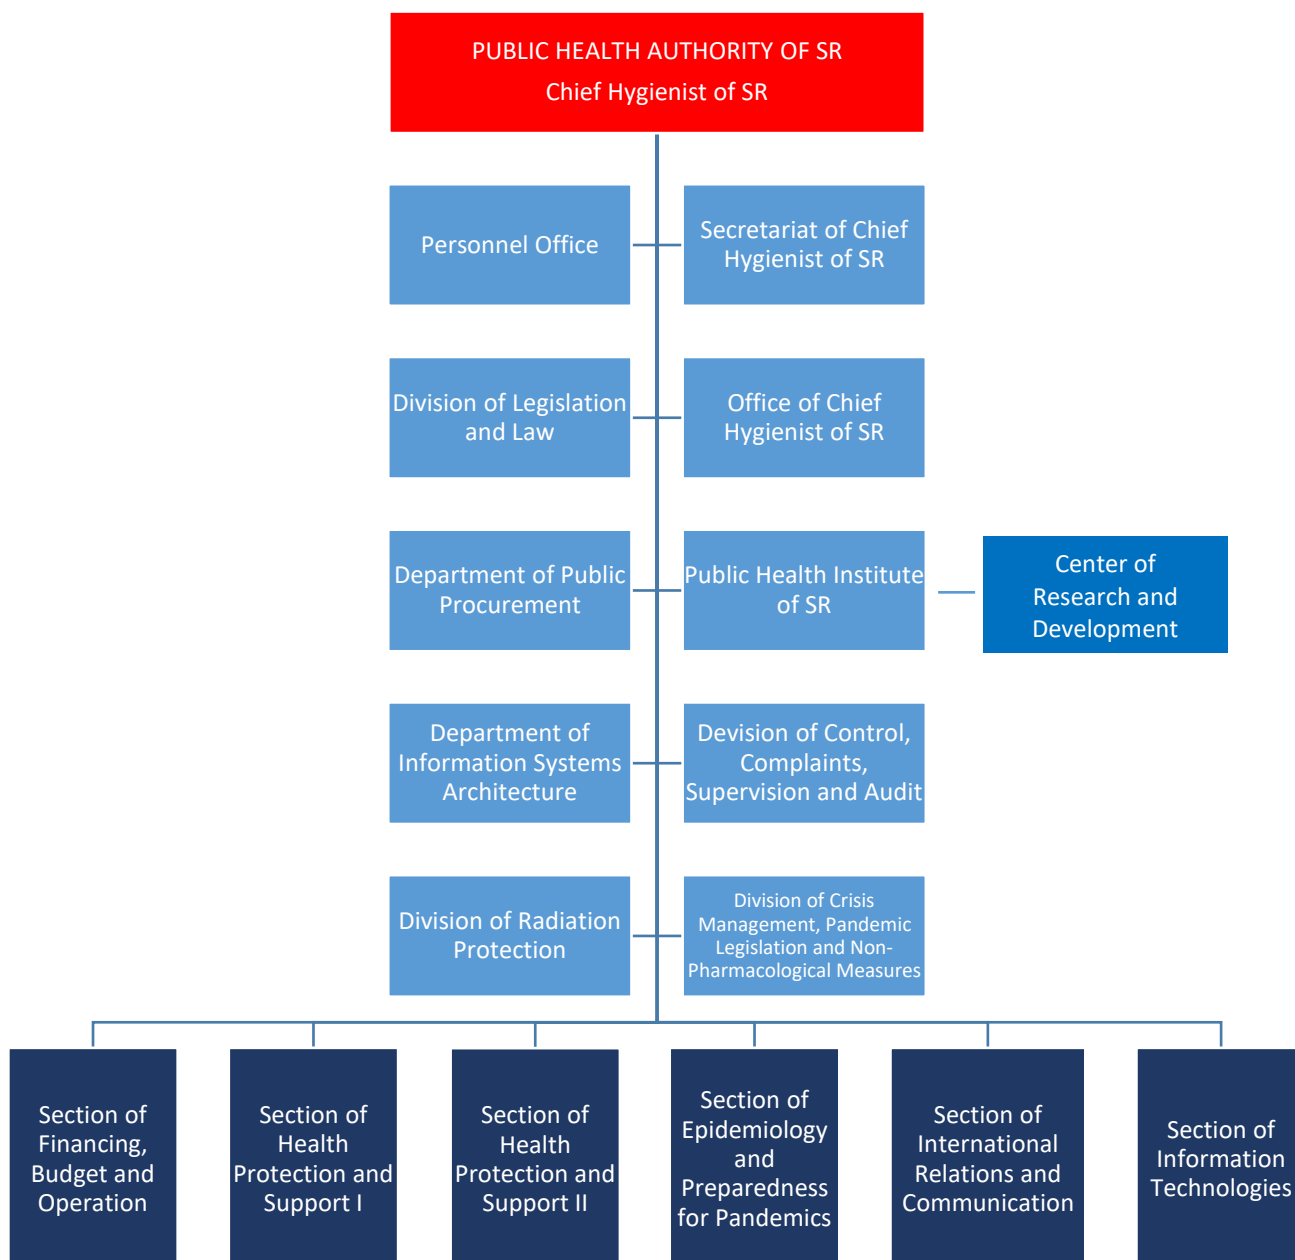 PUBLIC HEALTH AUTHORITY OF SR
Chief Hygienist of SR
Personnel Office
Secretariat of Chief
Hygienist of SR
Division of Legislation
and Law
Office of Chief
Hygienist of SR
Department of Public
Procurement
Public Health Institute
of SR
Center of
Research and
Development
Department of
Information Systems
Architecture
Devision of Control,
Complaints,
Supervision and Audit
Division of Radiation
Protection
Division of Crisis
Management, Pandemic
Legislation and Non-
Pharmacological Measures
Section of
Financing,
Budget and
Operation
Section of
Health
Protection and
Support I
Section of
Health
Protection and
Support II
Section of
Epidemiology
and
Preparedness
for Pandemics
Section of
International
Relations and
Communication
Section of
Information
Technologies